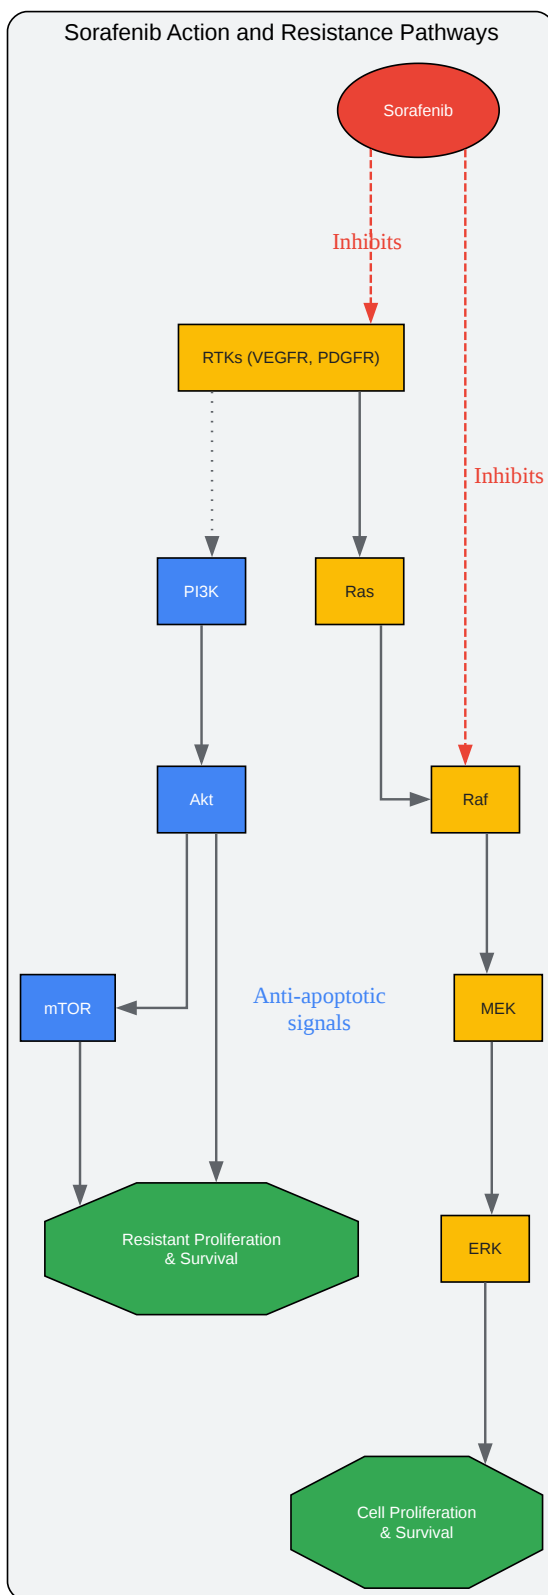 Sorafenib Action and Resistance Pathways
Sorafenib
Inhibits
RTKs (VEGFR, PDGFR)
Inhibits
PI3K
Ras
Akt
Raf
mTOR
Anti-apoptotic
signals
MEK
Resistant Proliferation
& Survival
ERK
Cell Proliferation
& Survival